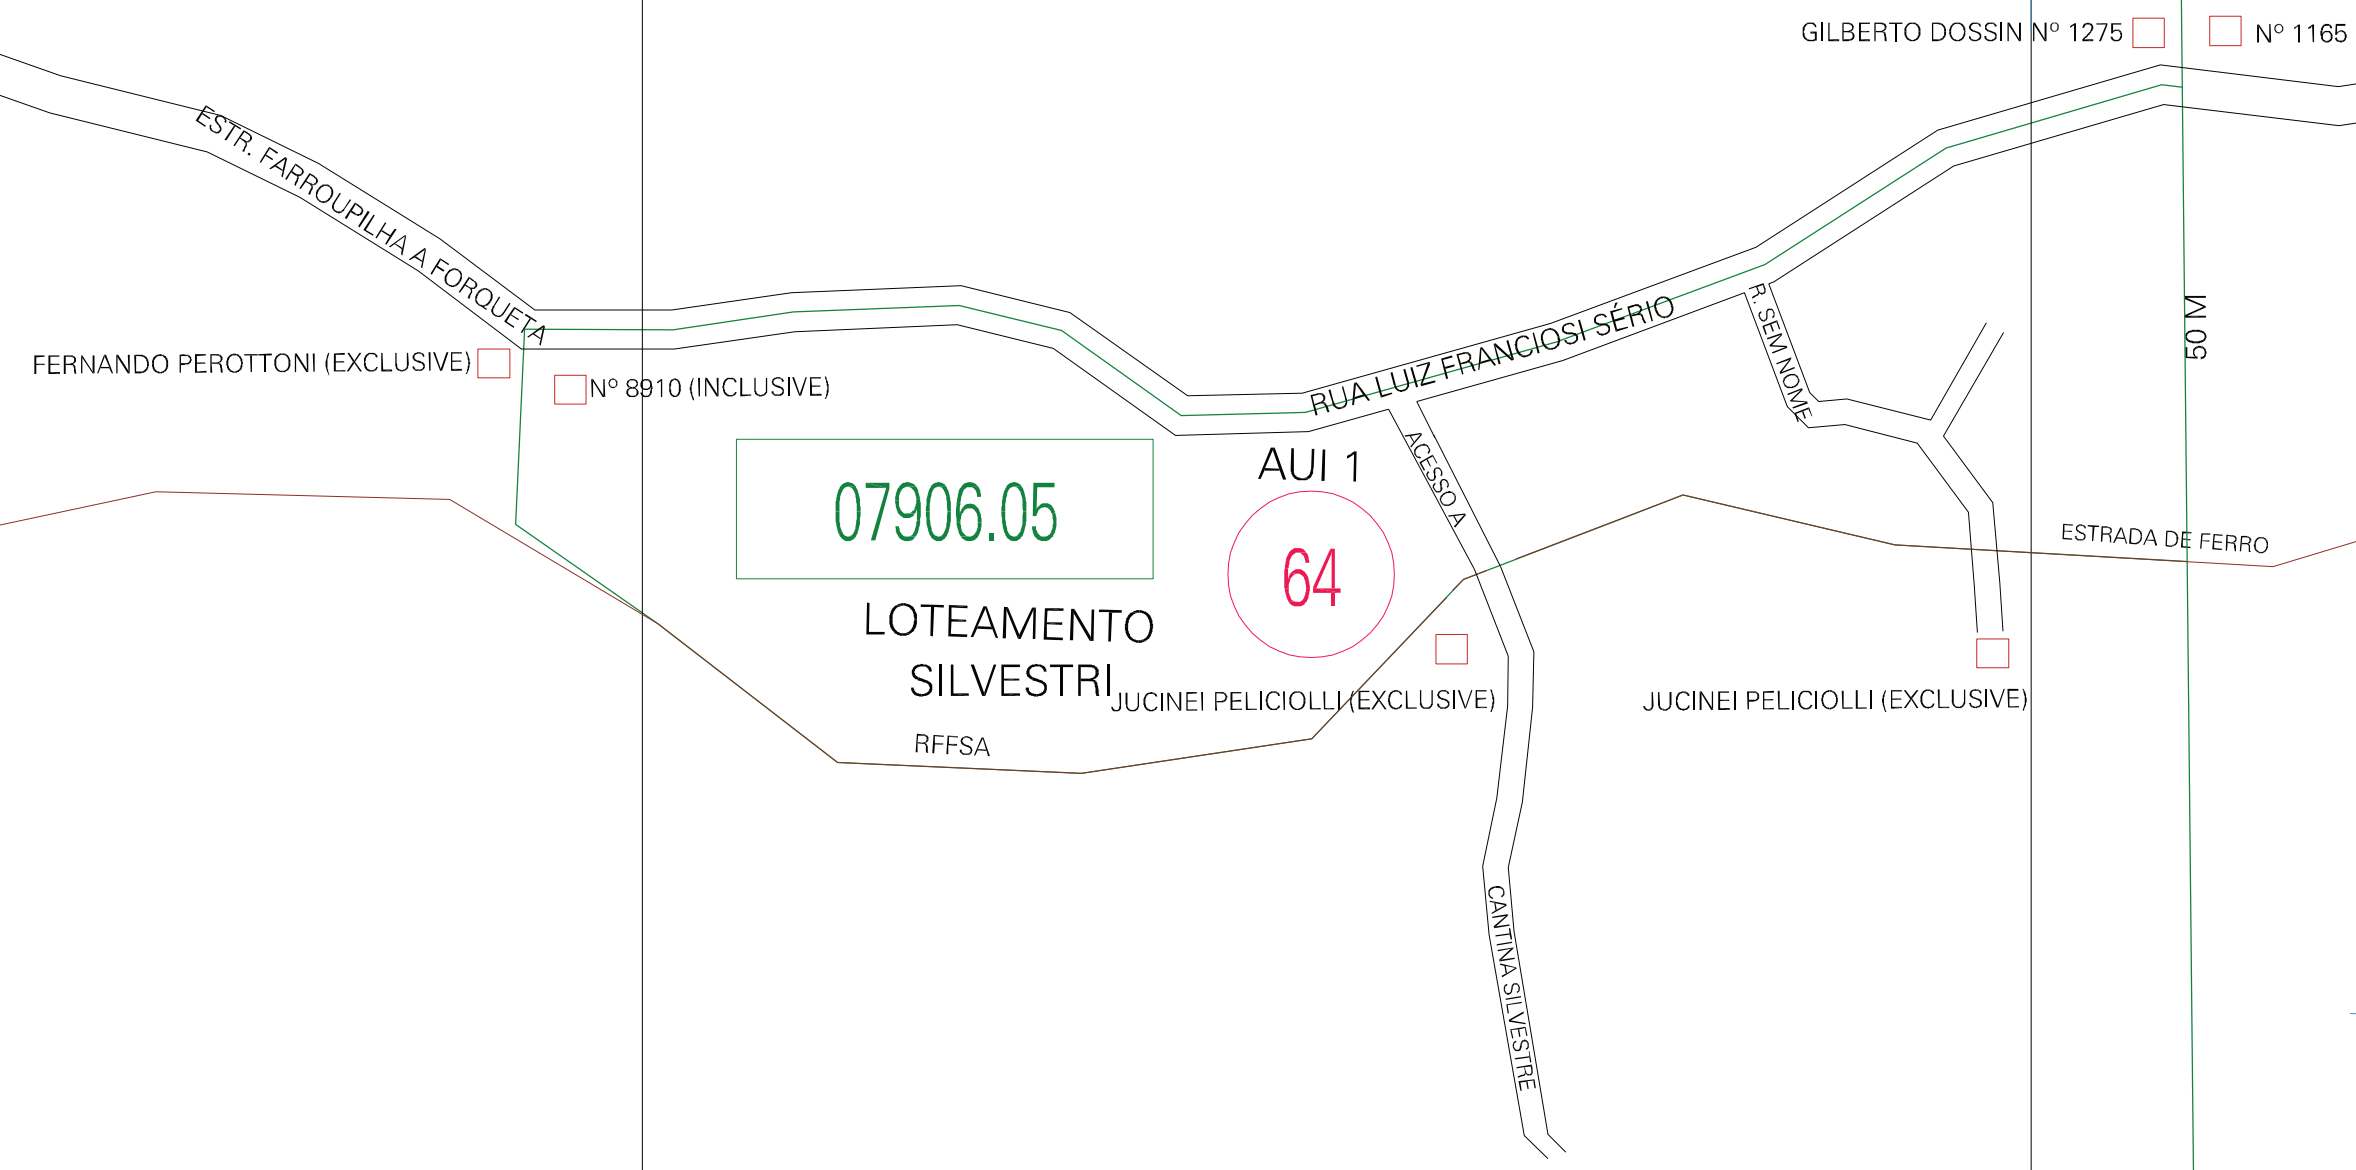 GILBERTO DOSSIN Nº 1275
Nº 1165
ESTR. FARROUPILHA A FORQUETA
FERNANDO PEROTTONI (EXCLUSIVE)
Nº 8910 (INCLUSIVE)
RUA LUIZ FRANCIOSI SÉRIO
R. SEM NOME
50 M
AUI 1
ACESSO A
07906.05
64
ESTRADA DE FERRO
LOTEAMENTO
SILVESTRI
JUCINEI PELICIOLLI (EXCLUSIVE)
JUCINEI PELICIOLLI (EXCLUSIVE)
RFFSA
CANTINA SILVESTRE